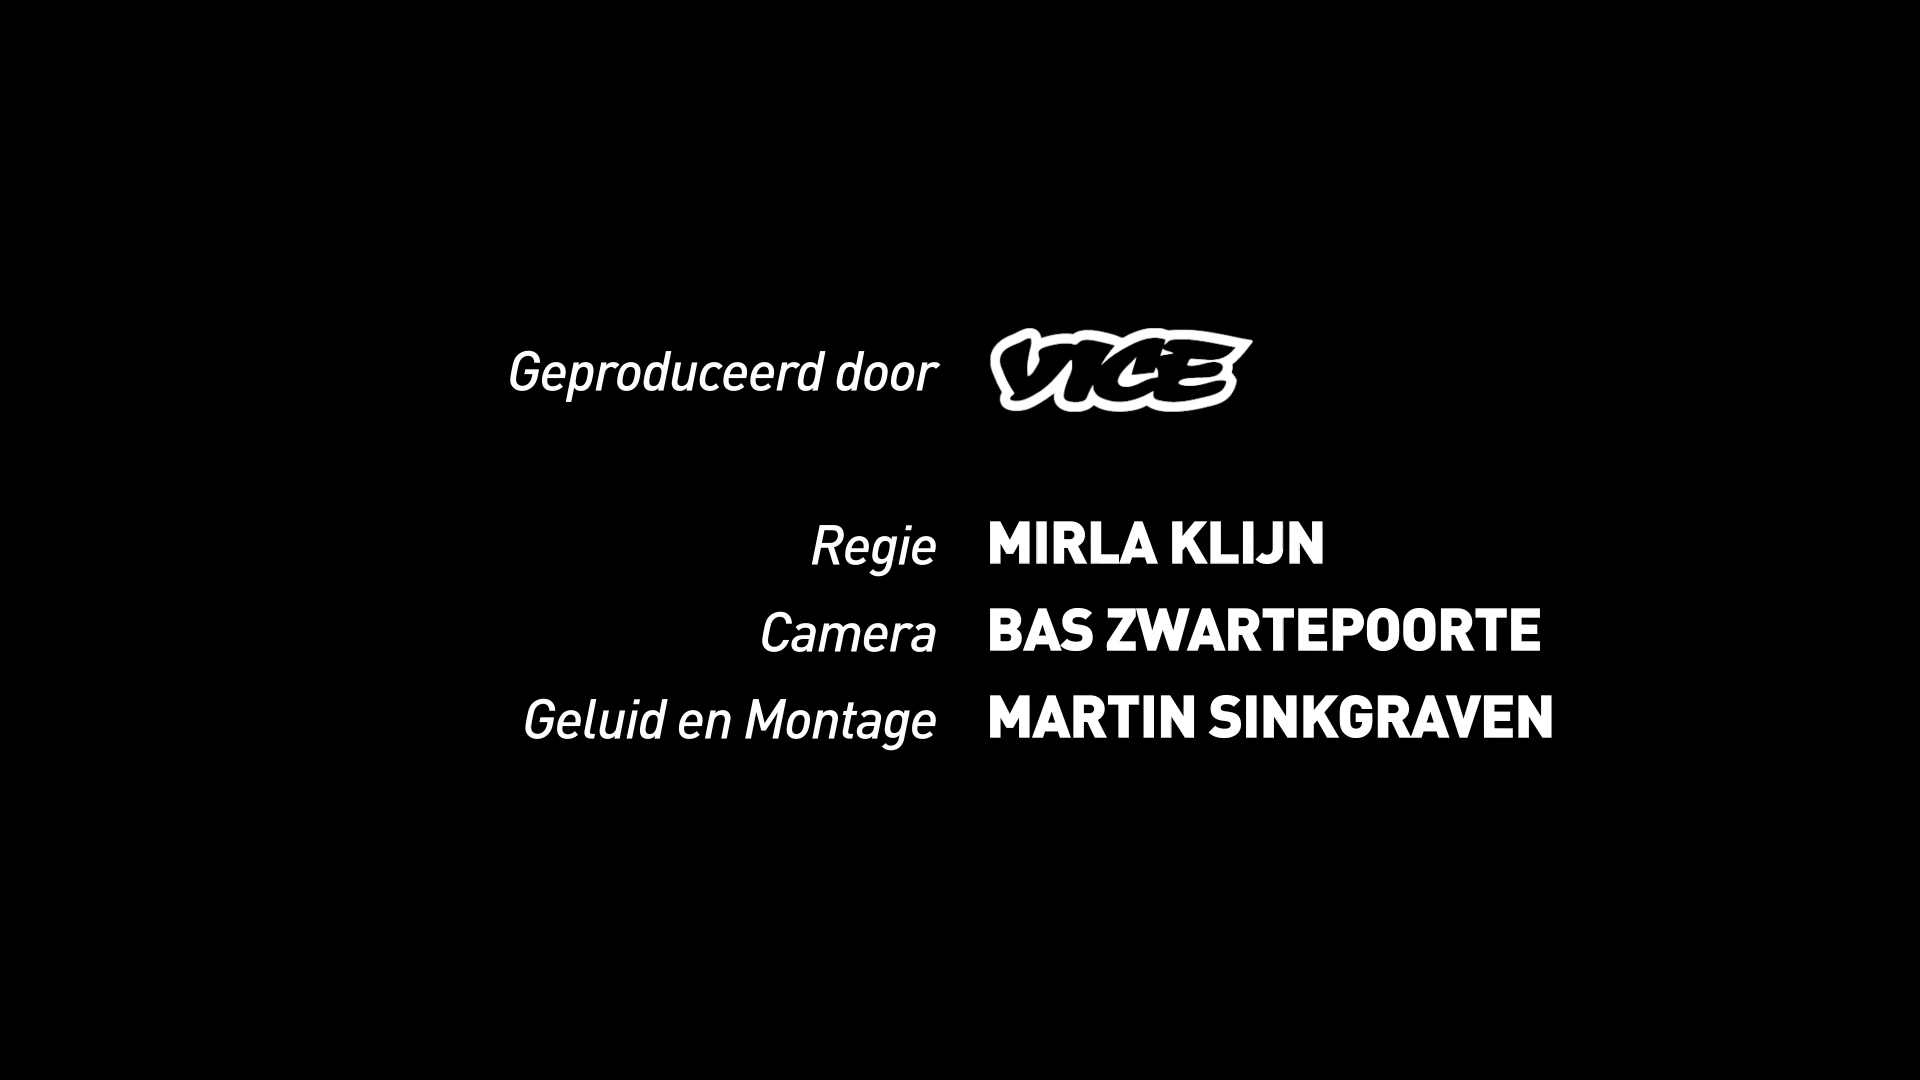 Geproduceerd door VICE
Regie MIRLA KLIJN
Camera BAS ZWARTEPOORTE
Geluid en Montage MARTIN SINKGRAVEN